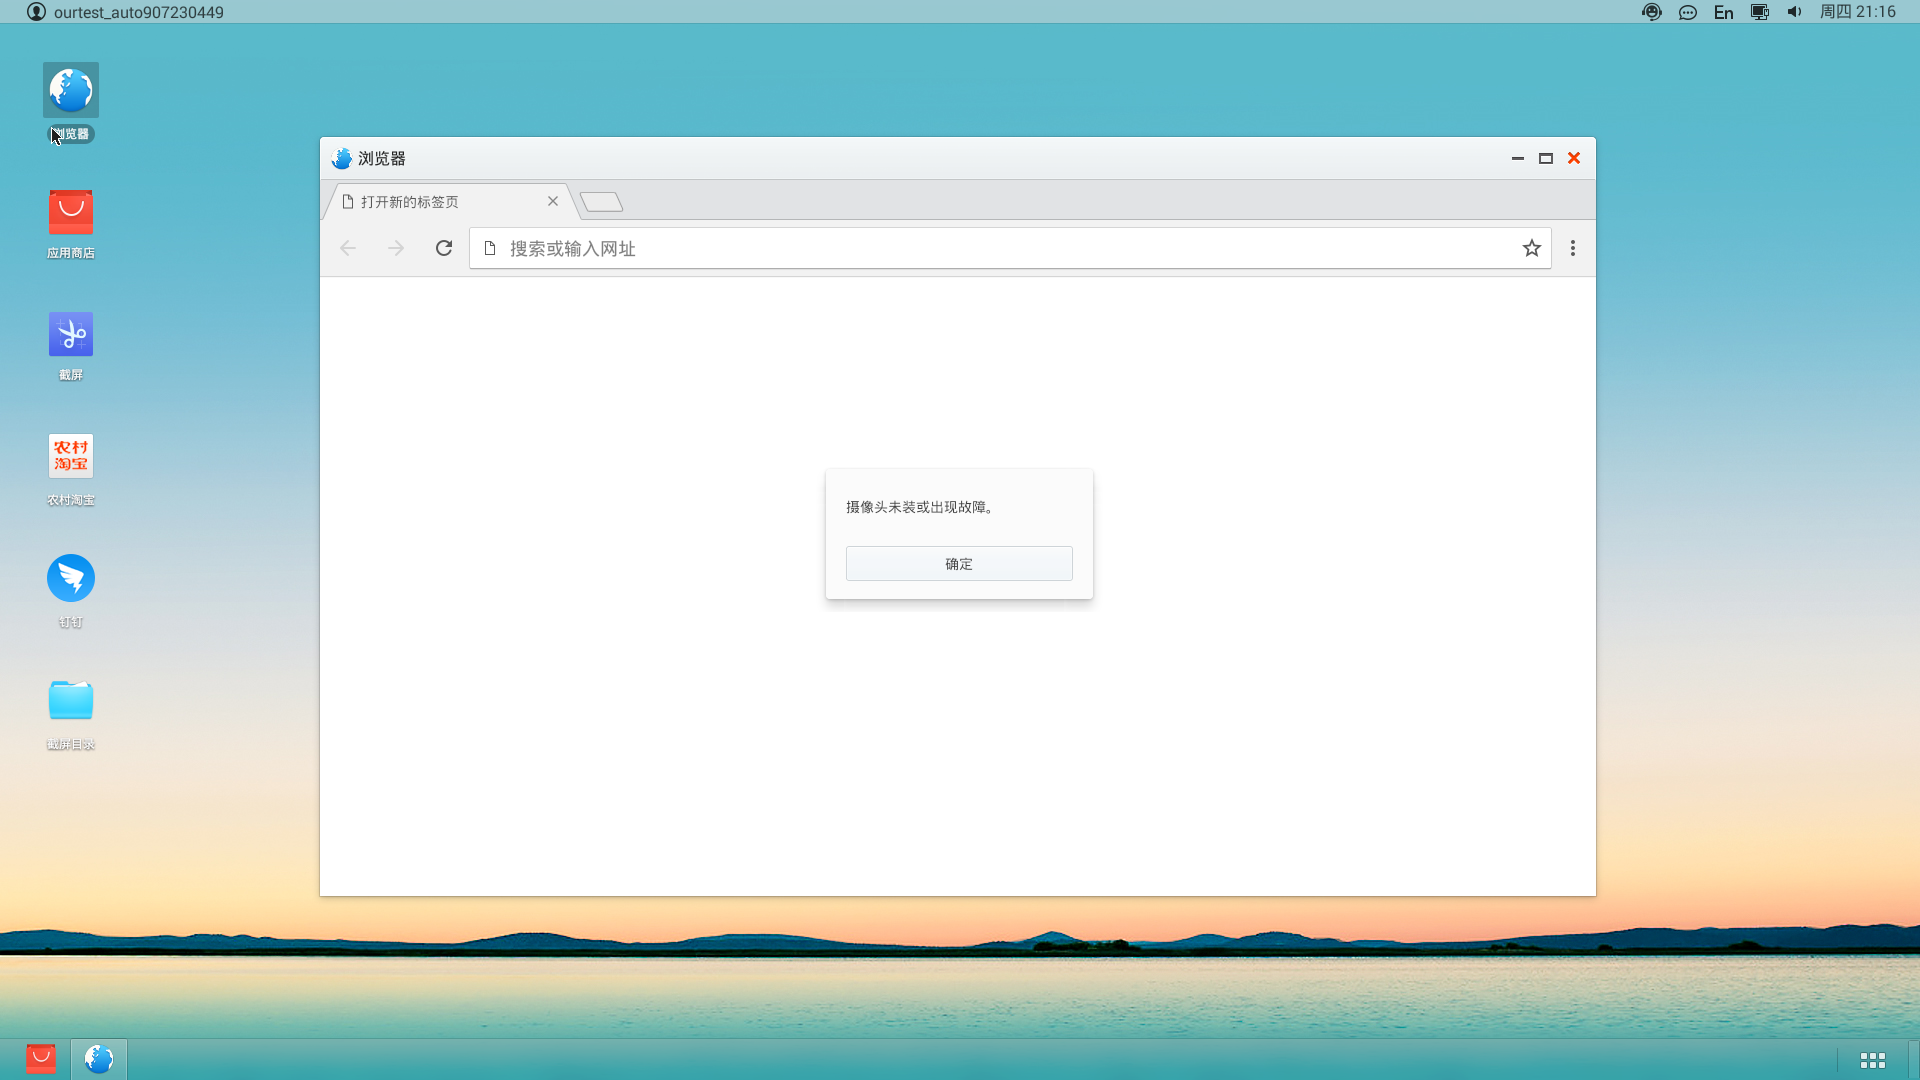 ourtest_auto907230449
En
周四 21:16
浏览器
应用商店
截屏
农村
淘宝
农村淘宝
钉钉
截屏目录
浏览器
打开新的标签页
搜索或输入网址
摄像头未装或出现故障。
确定